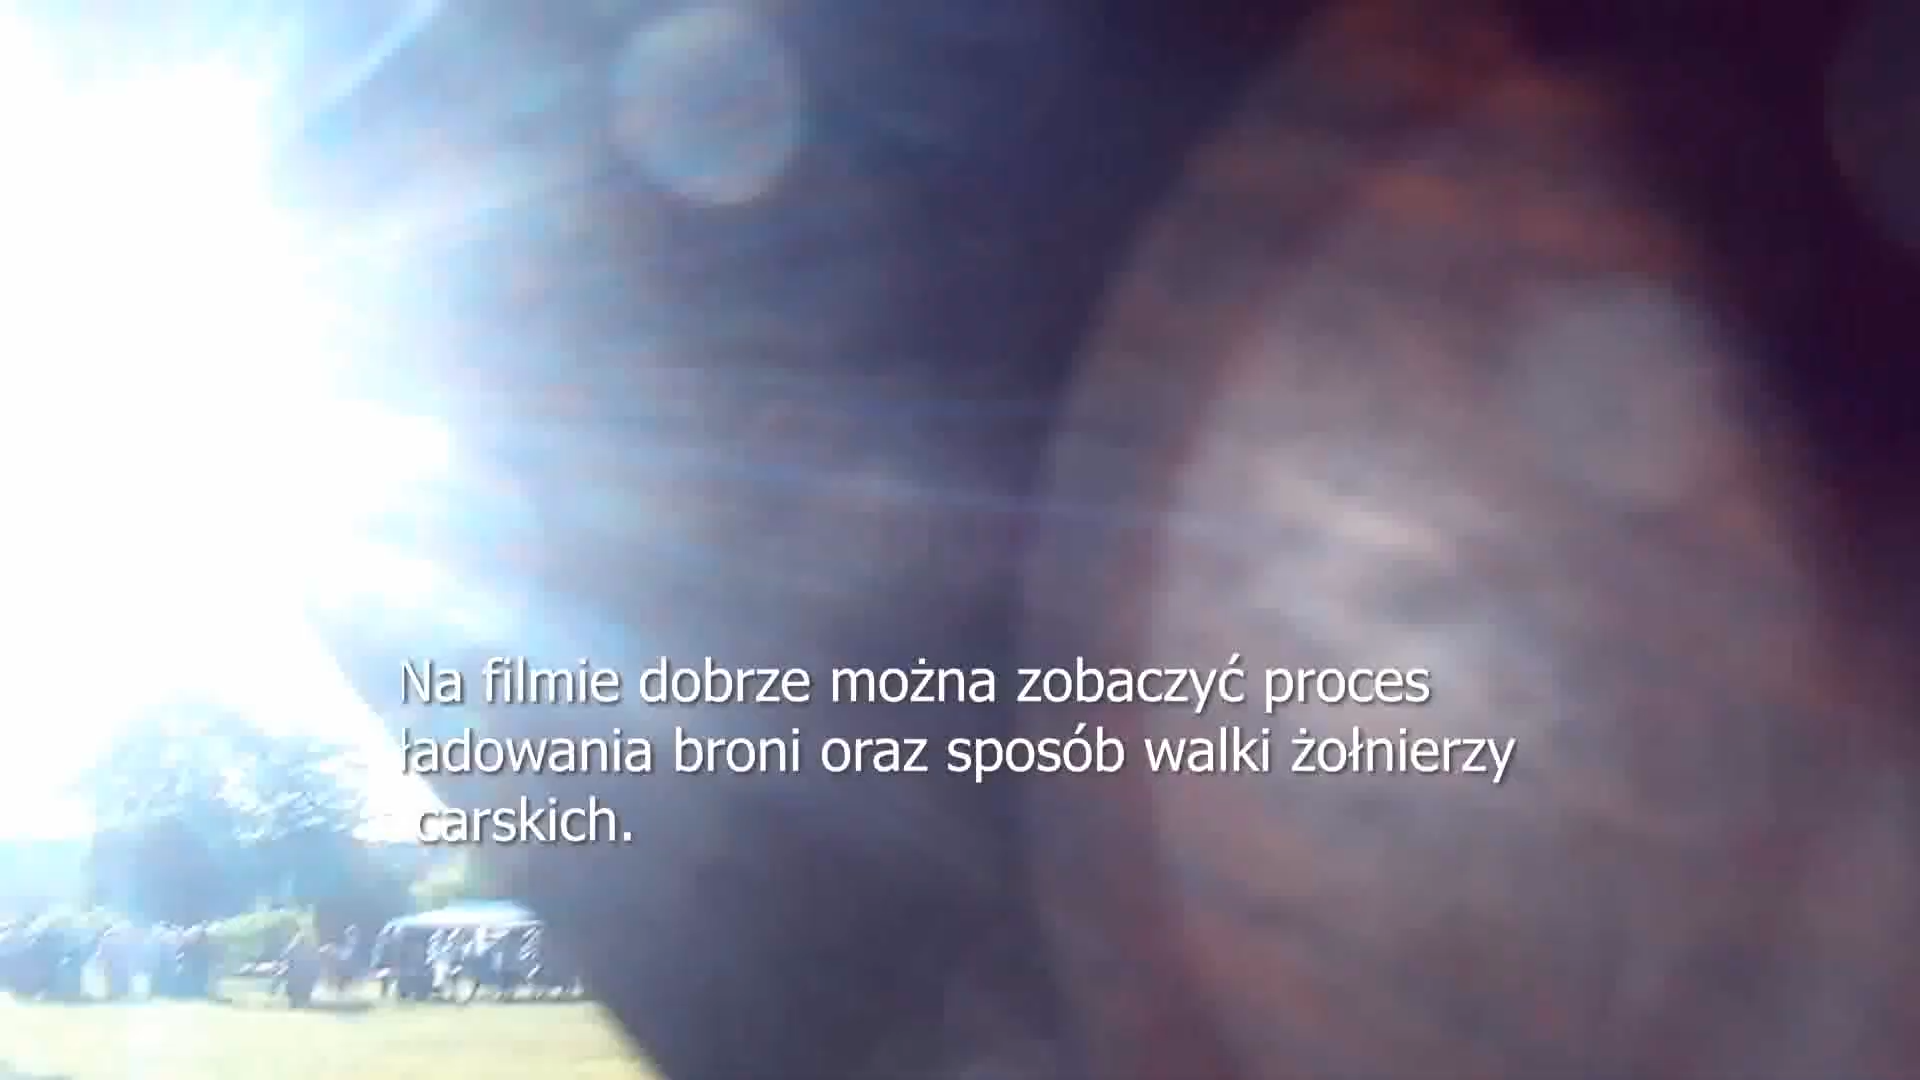 Na filmie dobrze można zobaczyć proces
ładowania broni oraz sposób walki żołnierzy
carskich.